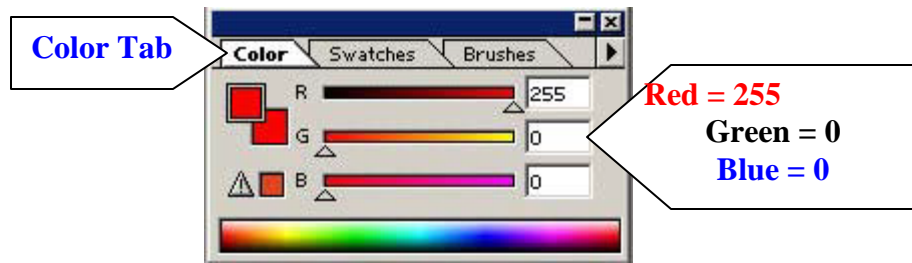 Color Tab
Color Swatches Brushes
R 255
G 0
B 0
Red = 255
Green = 0
Blue = 0